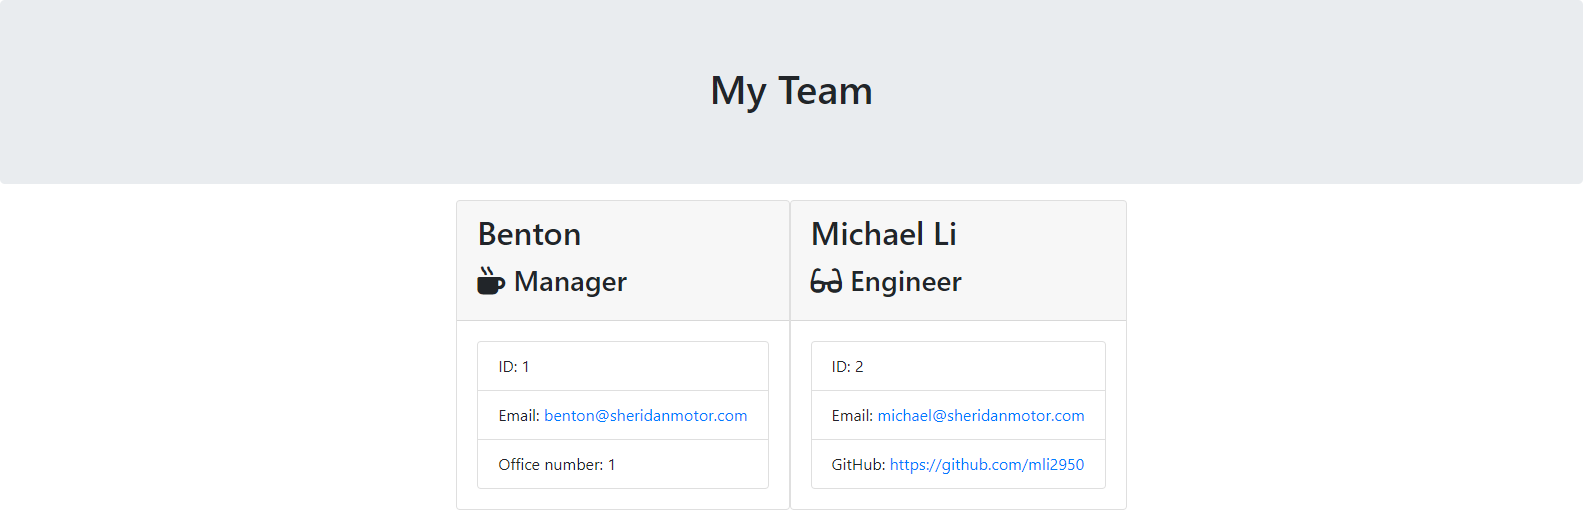 My Team
Benton
Manager
ID: 1
Email: benton@sheridanmotor.com
Office number: 1
Michael Li
Engineer
ID: 2
Email: michael@sheridanmotor.com
GitHub: https://github.com/mli2950